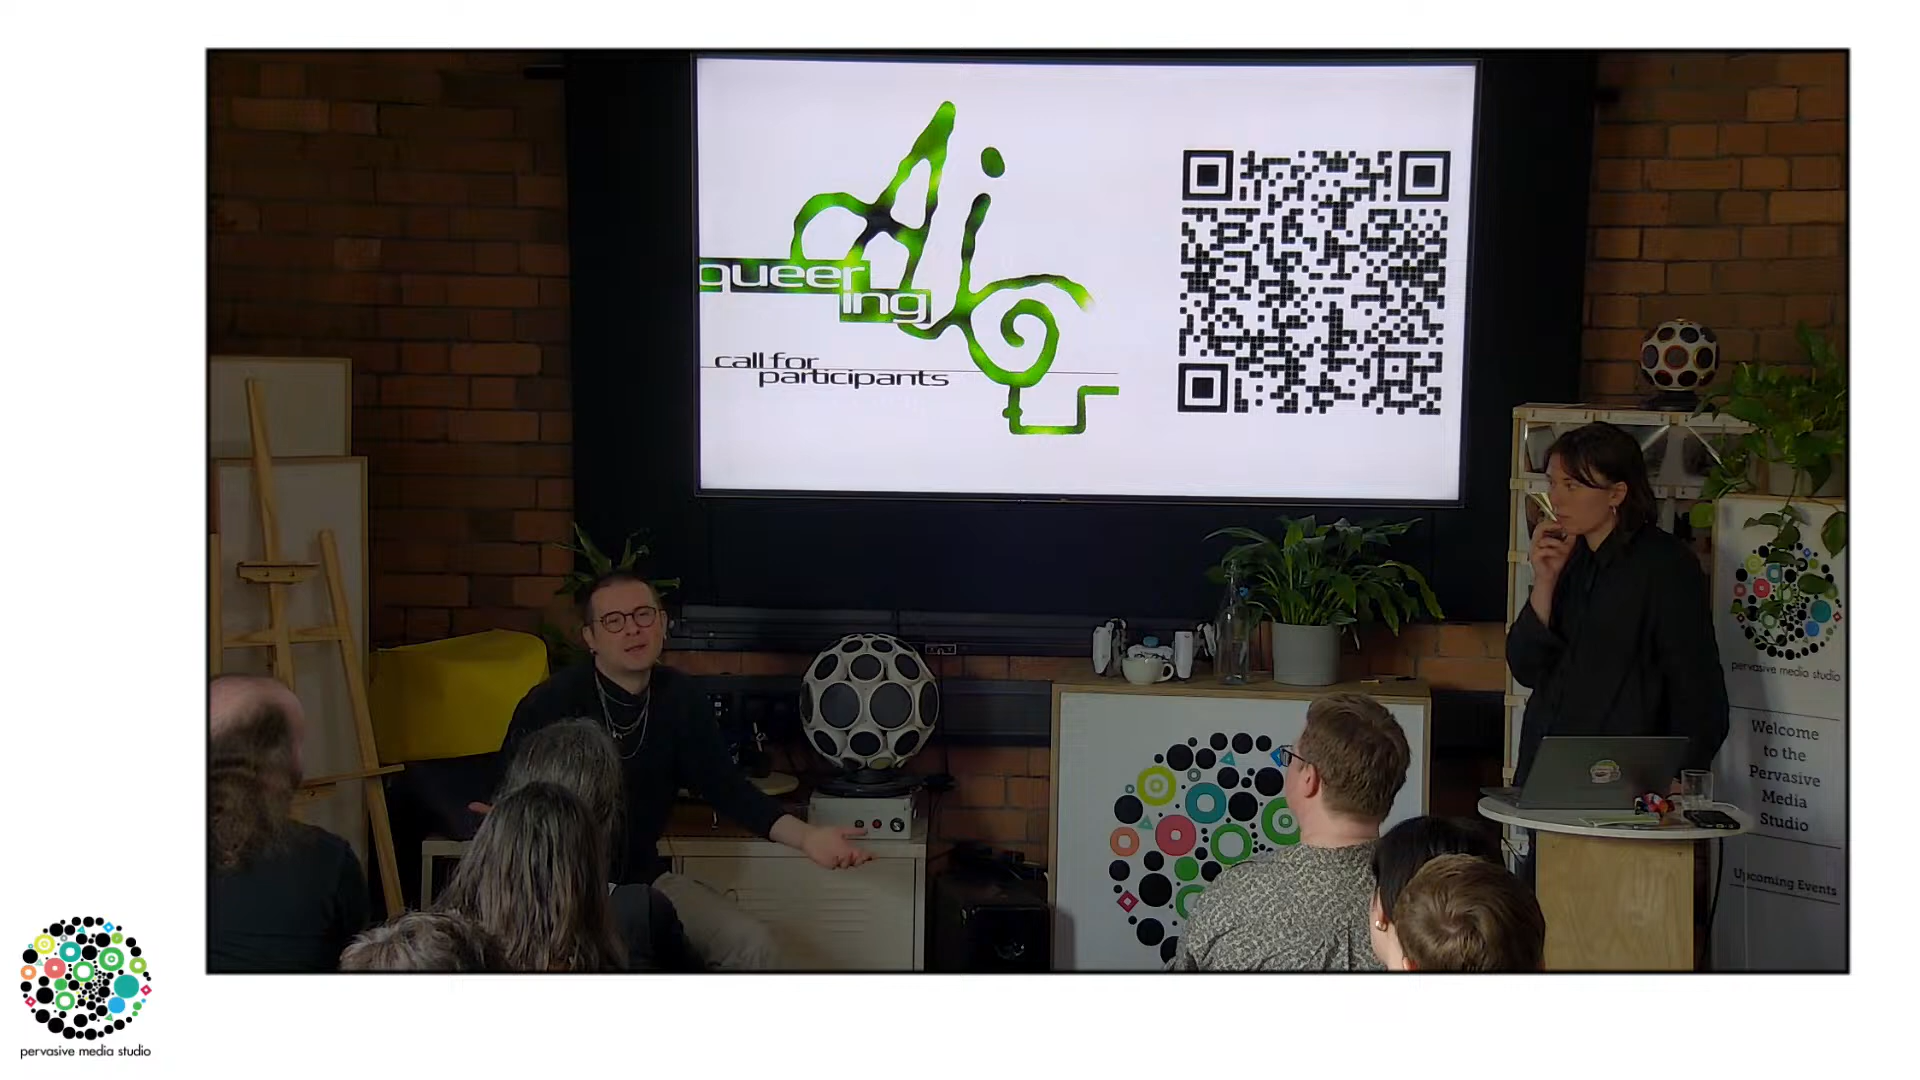 queer
ing
call for
participants
pervasive media studio
Welcome
to the
Pervasive
Media
Studio
Upcoming Events
pervasive media studio